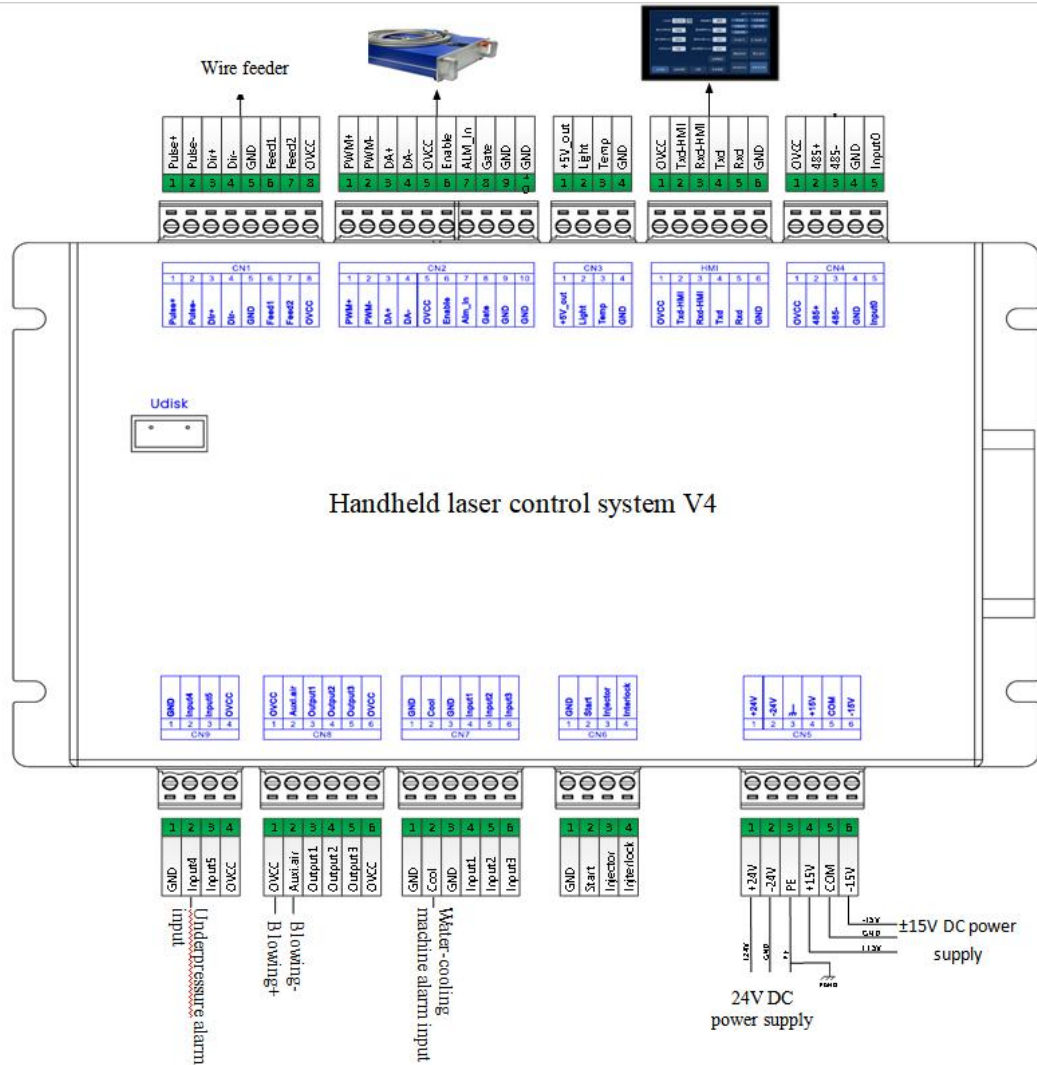 Wire feeder
Pulse+ Pulse- Dir+ Dir- GND Feed1 Feed2 OVCC
1 2 3 4 5 6 7 8
PWM+ PWM- DA+ DA- OVCC Enable ALM_In Gate GND GND
1 2 3 4 5 6 7 8 9
+5V_out Light Temp GND
1 2 3 4
OVCC Txd-HMI Rxd-HMI Txd Rxd GND
1 2 3 4 5 6
OVCC 485+ 485- GND Input0
1 2 3 4 5
CN1
1 2 3 4 5 6 7 8
Pulse+ Pulse- Dir+ Dir- GND Feed1 Feed2 OVCC
CN2
1 2 3 4 5 6 7 8 9 10
PWM+ PWM- DA+ DA- OVCC Enable Alm_In Gate GND GND
CN3
1 2 3 4
+5V_out Light Temp GND
HMI
1 2 3 4 5 6
OVCC Txd-HMI Rxd-HMI Txd Rxd GND
CN4
1 2 3 4 5
OVCC 485+ 485- GND Input0
Udisk
Handheld laser control system V4
GND Input4 Input5 OVCC
1 2 3 4
CN9
OVCC Auxi.air Output1 Output2 Output3 OVCC
1 2 3 4 5 6
CN8
GND Cool GND Input1 Input2 Input3
1 2 3 4 5 6
CN7
GND Start Injector Interlock
1 2 3 4
CN6
+24V -24V +15V COM -15V
1 2 3 4 5 6
CN5
1 2 3 4
GND Input4 Input5 OVCC
1 2 3 4 5 6
OVCC Auxi.air Output1 Output2 Output3 OVCC
1 2 3 4 5 6
GND Cool GND Input1 Input2 Input3
1 2 3 4
GND Start Injector Interlock
1 2 3 4 5 6
+24V -24V PE +15V COM -15V
Underpressure alarm
input
Blowing+
Blowing-
Water-cooling
machine alarm input
-15V
GND
±15V DC power
supply
GND
PE
24V DC
power supply